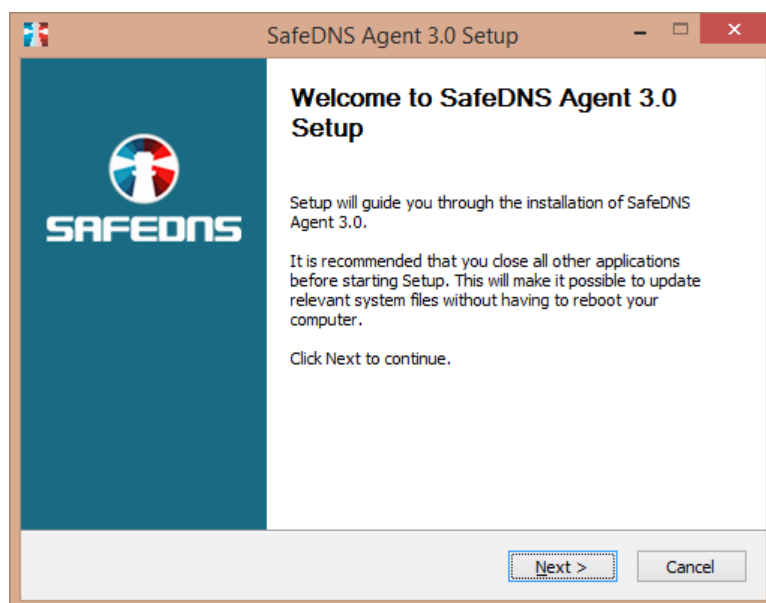 SafeDNS Agent 3.0 Setup
Welcome to SafeDNS Agent 3.0
Setup
SAFEDNS
Setup will guide you through the installation of SafeDNS
Agent 3.0.
It is recommended that you close all other applications
before starting Setup. This will make it possible to update
relevant system files without having to reboot your
computer.
Click Next to continue.
Next >
Cancel